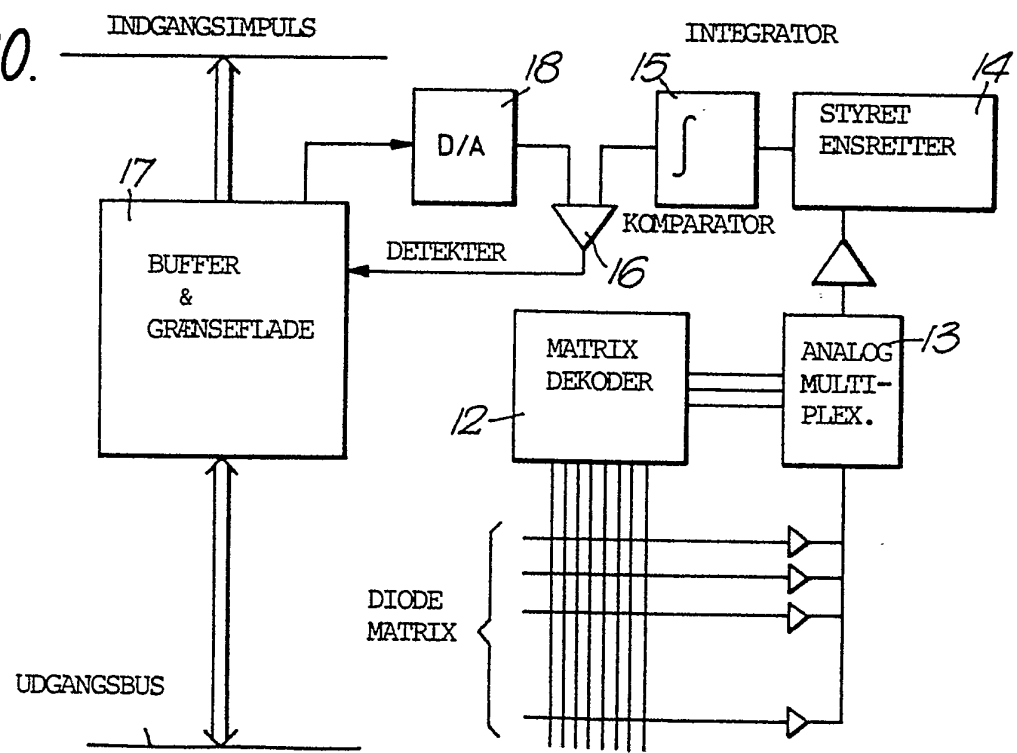 INDGANGSIMPULS
INTEGRATOR
0.
18
15
14
D/A
∫
STYRET
ENSRETTER
17
KOMPARATOR
16
DETEKTER
BUFFER
&
GRÆNSEFLADE
MATRIX
DEKODER
12
ANALOG
MULTI-
PLEX.
13
DIODE
MATRIX
UDGANGSBUS